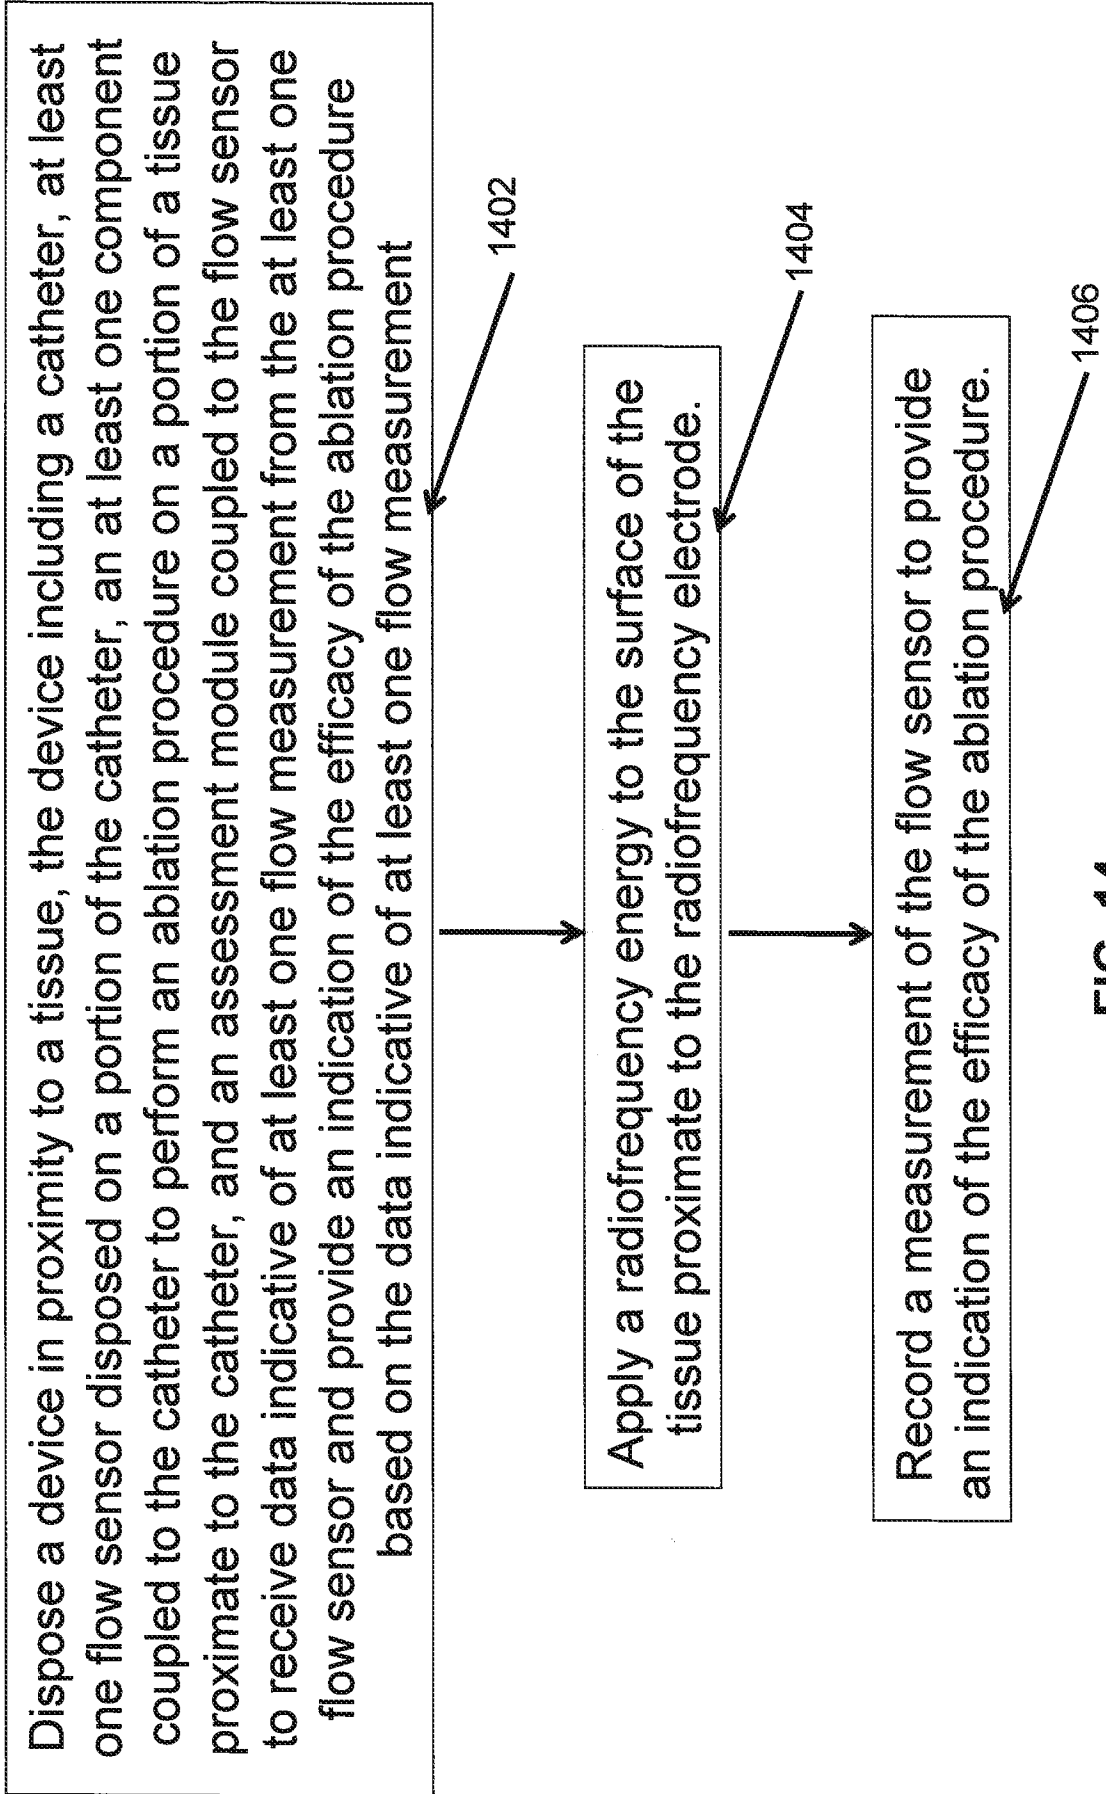 Dispose a device in proximity to a tissue, the device including a catheter, at least
one flow sensor disposed on a portion of the catheter, an at least one component
coupled to the catheter to perform an ablation procedure on a portion of a tissue
proximate to the catheter, and an assessment module coupled to the flow sensor
to receive data indicative of at least one flow measurement from the at least one
flow sensor and provide an indication of the efficacy of the ablation procedure
based on the data indicative of at least one flow measurement
1402
Apply a radiofrequency energy to the surface of the
tissue proximate to the radiofrequency electrode.
1404
Record a measurement of the flow sensor to provide
an indication of the efficacy of the ablation procedure.
1406
FIG. 14